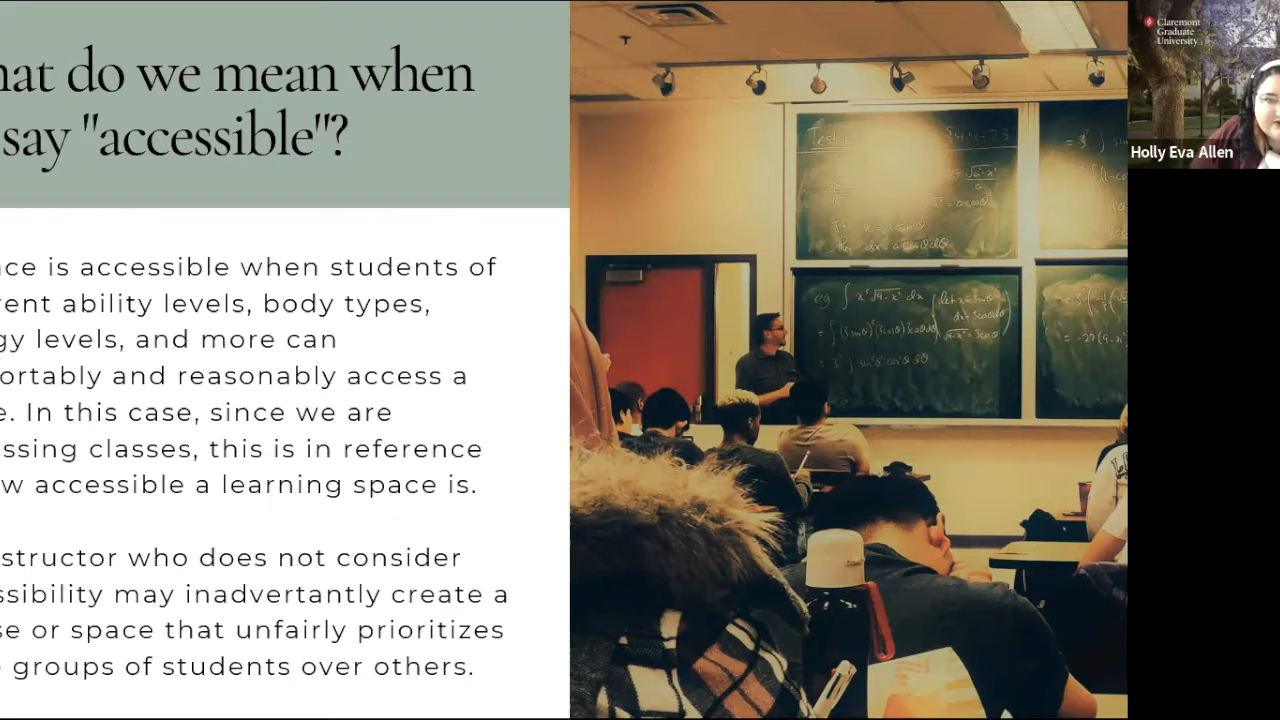 hat do we mean when
say "accessible"?
ce is accessible when students of
rent ability levels, body types,
gy levels, and more can
ortably and reasonably access a
e. In this case, since we are
ssing classes, this is in reference
w accessible a learning space is.
structor who does not consider
ssibility may inadvertantly create a
se or space that unfairly prioritizes
groups of students over others.
Claremont
Graduate
University
Holly Eva Allen